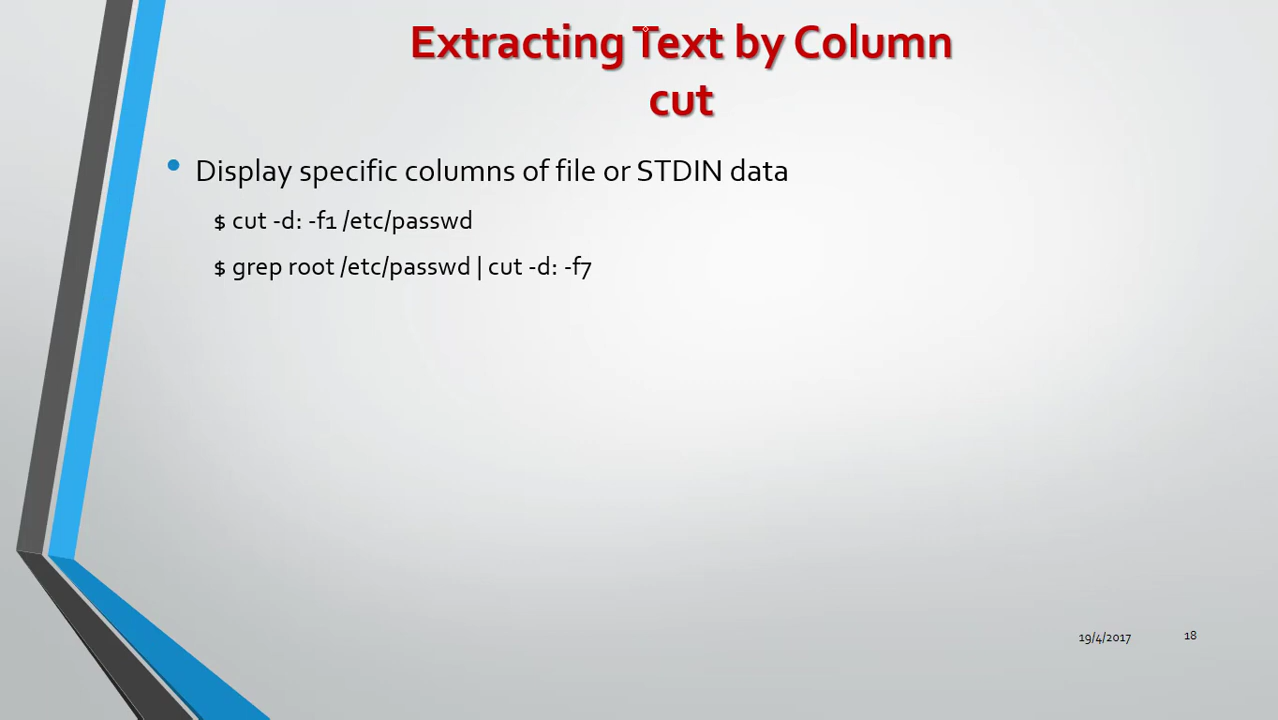 Extracting Text by Column
cut
• Display specific columns of file or STDIN data
$ cut -d: -f1 /etc/passwd
$ grep root /etc/passwd | cut -d: -f7
19/4/2017 18